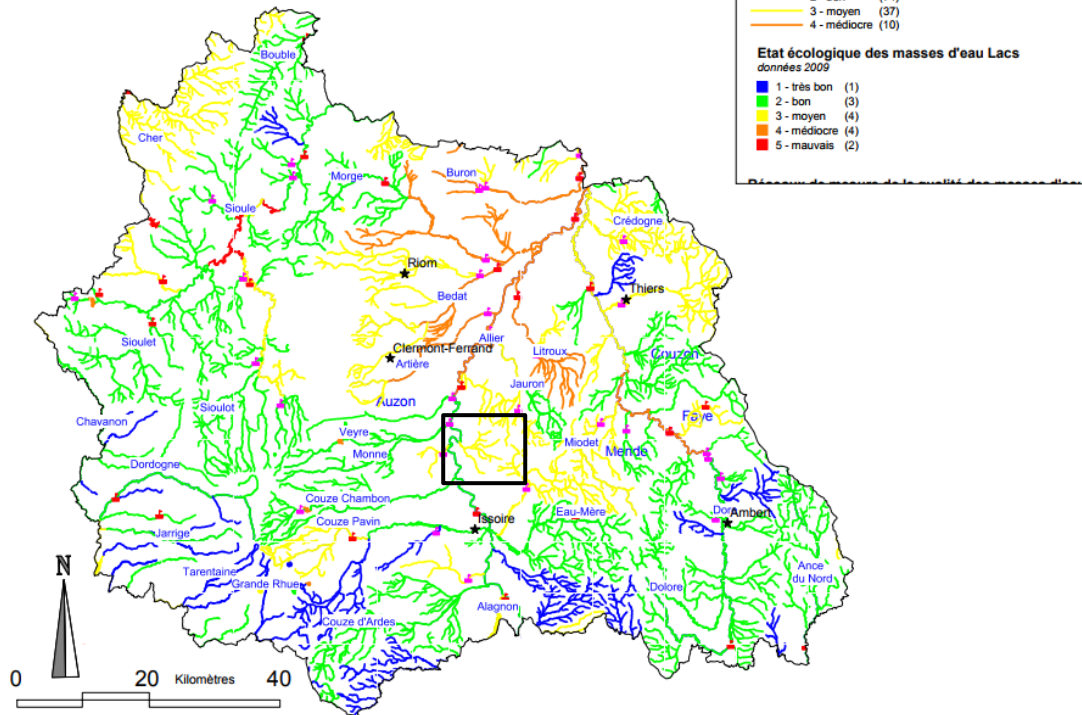 3 - moyen (37)
4 - médiocre (10)
Etat écologique des masses d'eau Lacs
données 2009
1 - très bon (1)
2 - bon (3)
3 - moyen (4)
4 - médiocre (4)
5 - mauvais (2)
Bouble
Cher
Morge
Buron
Sioule
Crédogne
Riom
Thiers
Bedat
Sioulet
Allier
Clermont-Ferrand
Litroux
Couzon
Artière
Jauron
Sioulot
Auzon
Chavanon
Faye
Veyre
Miodet
Mende
Monne
Dordogne
Couze Chambon
Couze Pavin
Issoire
Eau-Mère
Ambert
Jarrige
Tarentaine
Grande Rhue
Dolore
Ance
du Nord
Alagnon
Couze d'Ardes
N
0 20 Kilomètres 40